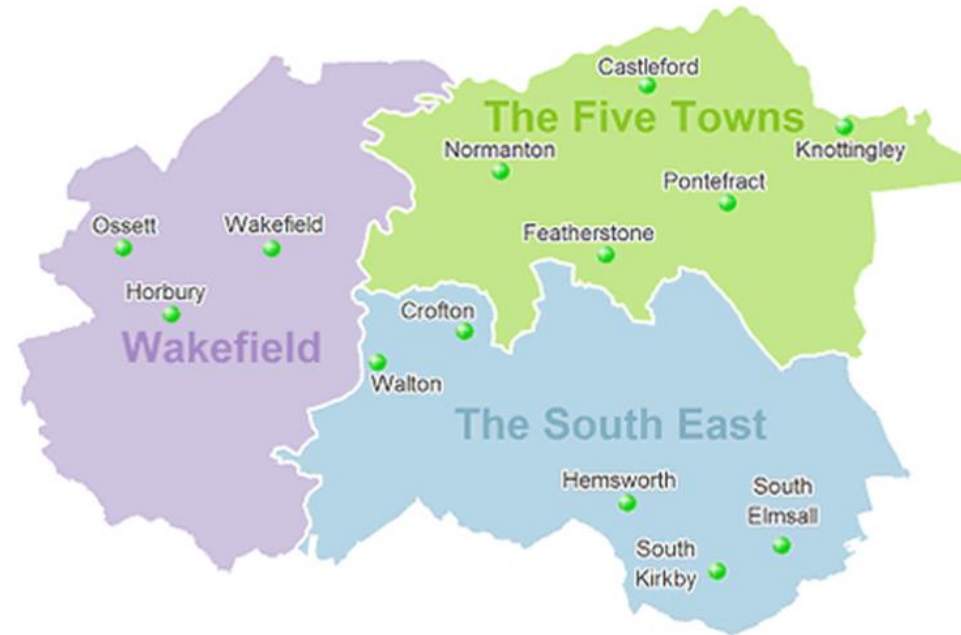 Castleford
The Five Towns
Knottingley
Normanton
Pontefract
Ossett
Wakefield
Featherstone
Horbury
Crofton
Wakefield
Walton
The South East
Hemsworth
South
Elmsall
South
Kirkby